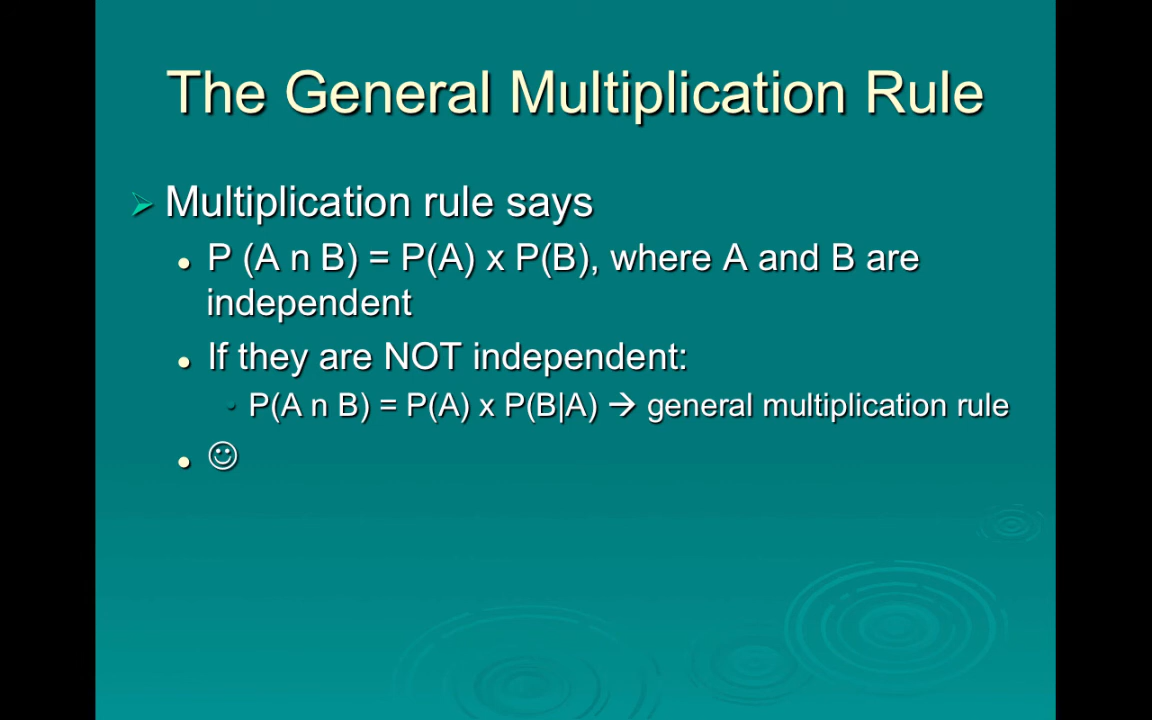 The General Multiplication Rule
Multiplication rule says
P (A n B) = P(A) x P(B), where A and B are
independent
If they are NOT independent:
P(A n B) = P(A) x P(B|A) → general multiplication rule
☺